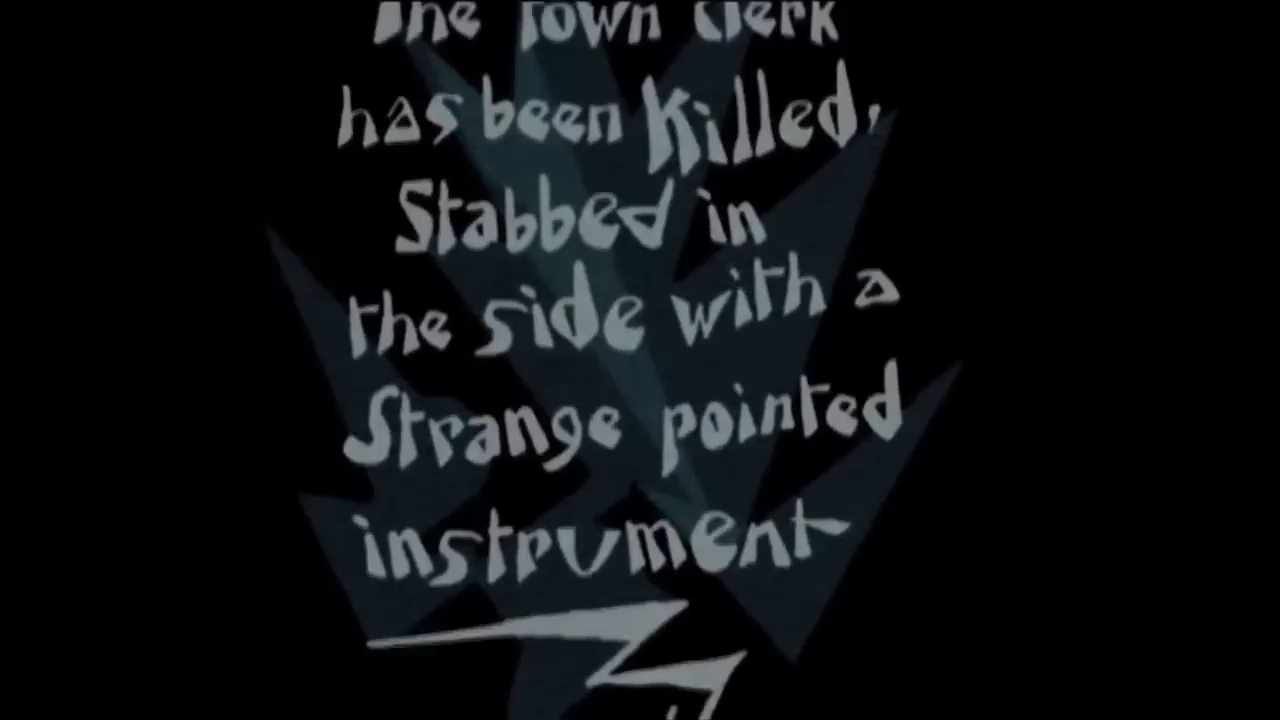 The Town Clerk
has been Killed,
Stabbed in
the side with a
Strange pointed
instrument